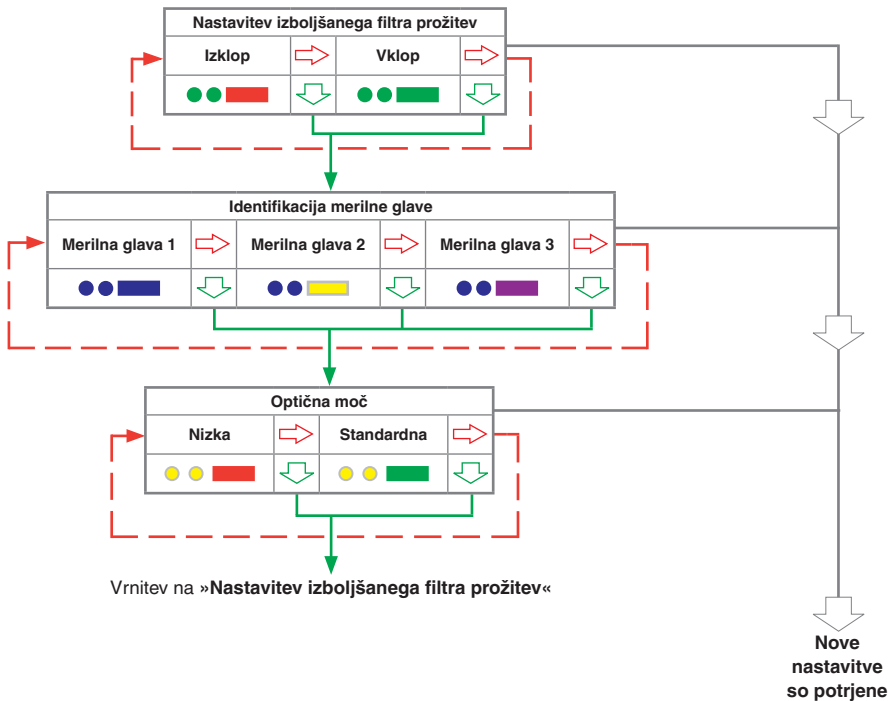 Nastavitev izboljšanega filtra prožitev
Izklop
Vklop
Identifikacija merilne glave
Merilna glava 1
Merilna glava 2
Merilna glava 3
Optična moč
Nizka
Standardna
Vrnitev na »Nastavitev izboljšanega filtra prožitev«
Nove
nastavitve
so potrjene